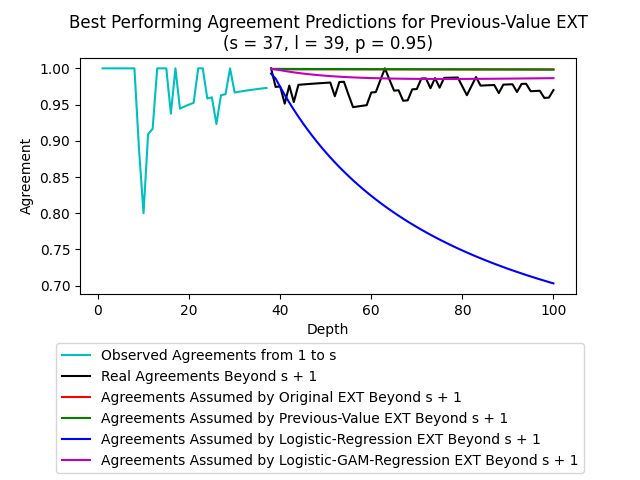 Best Performing Agreement Predictions for Previous-Value EXT
(s = 37, l = 39, p = 0.95)
1.00
0.95
0.90
0.85
0.80
0.75
0.70
Agreement
0
20
40
60
80
100
Depth
Observed Agreements from 1 to s
Real Agreements Beyond s + 1
Agreements Assumed by Original EXT Beyond s + 1
Agreements Assumed by Previous-Value EXT Beyond s + 1
Agreements Assumed by Logistic-Regression EXT Beyond s + 1
Agreements Assumed by Logistic-GAM-Regression EXT Beyond s + 1